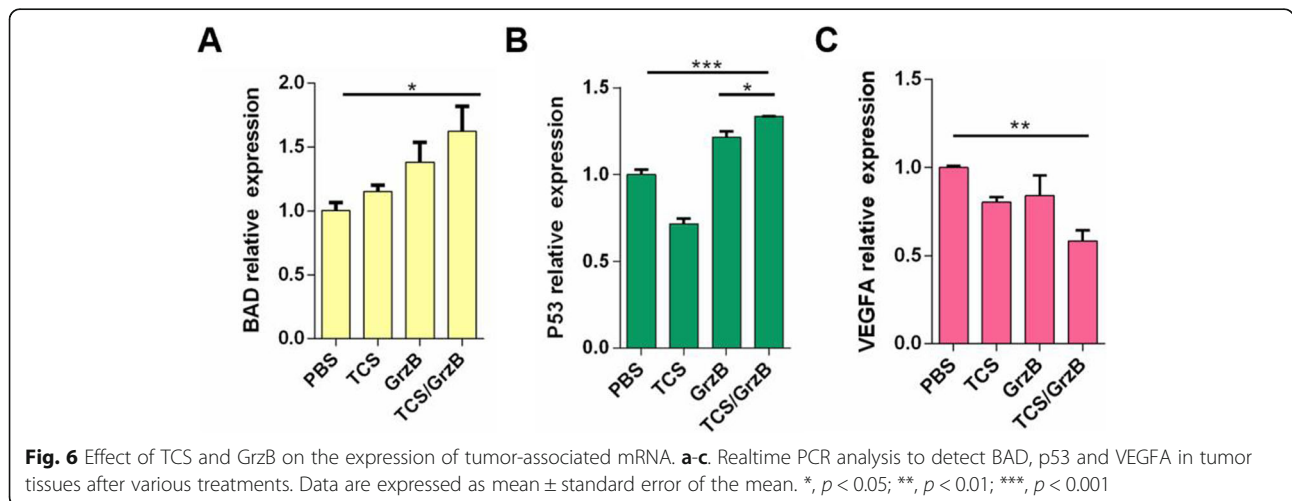 A
BAD relative expression
2.0
1.5
1.0
0.5
0.0
*
PBS
TCS
GrzB
TCS/GrzB
B
P53 relative expression
1.5
1.0
0.5
0.0
***
*
PBS
TCS
GrzB
TCS/GrzB
C
VEGFA relative expression
1.5
1.0
0.5
0.0
**
PBS
TCS
GrzB
TCS/GrzB
Fig. 6 Effect of TCS and GrzB on the expression of tumor-associated mRNA. a-c. Realtime PCR analysis to detect BAD, p53 and VEGFA in tumor
tissues after various treatments. Data are expressed as mean ± standard error of the mean. *, p < 0.05; **, p < 0.01; ***, p < 0.001